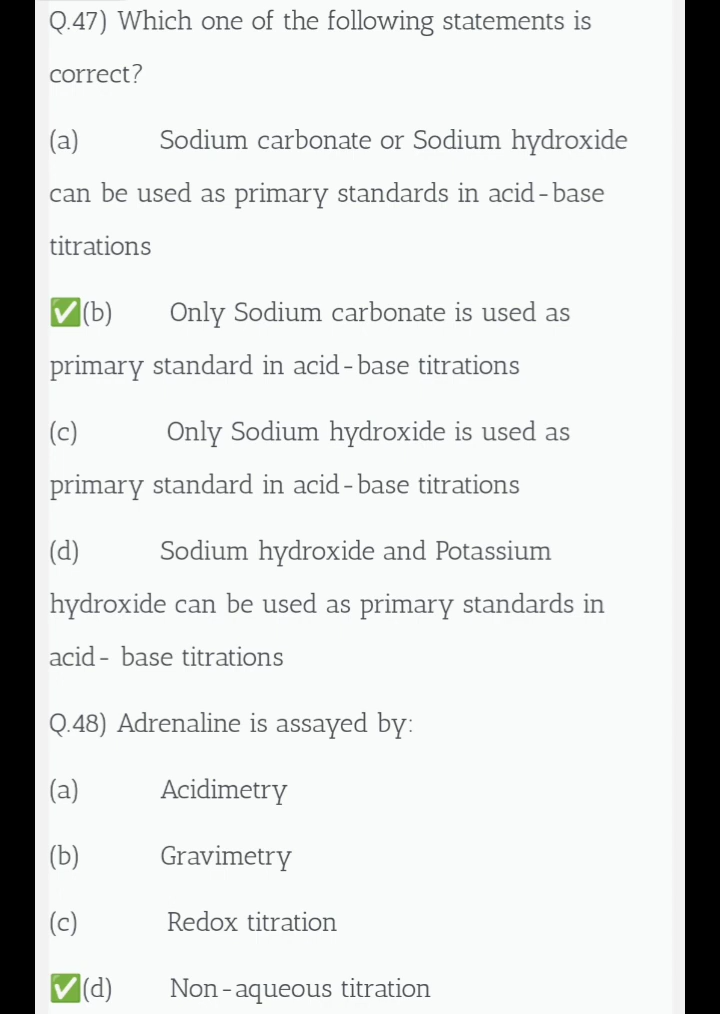 Q.47) Which one of the following statements is
correct?
(a) Sodium carbonate or Sodium hydroxide
can be used as primary standards in acid-base
titrations
✅(b) Only Sodium carbonate is used as
primary standard in acid-base titrations
(c) Only Sodium hydroxide is used as
primary standard in acid-base titrations
(d) Sodium hydroxide and Potassium
hydroxide can be used as primary standards in
acid- base titrations
Q.48) Adrenaline is assayed by:
(a) Acidimetry
(b) Gravimetry
(c) Redox titration
✅(d) Non-aqueous titration